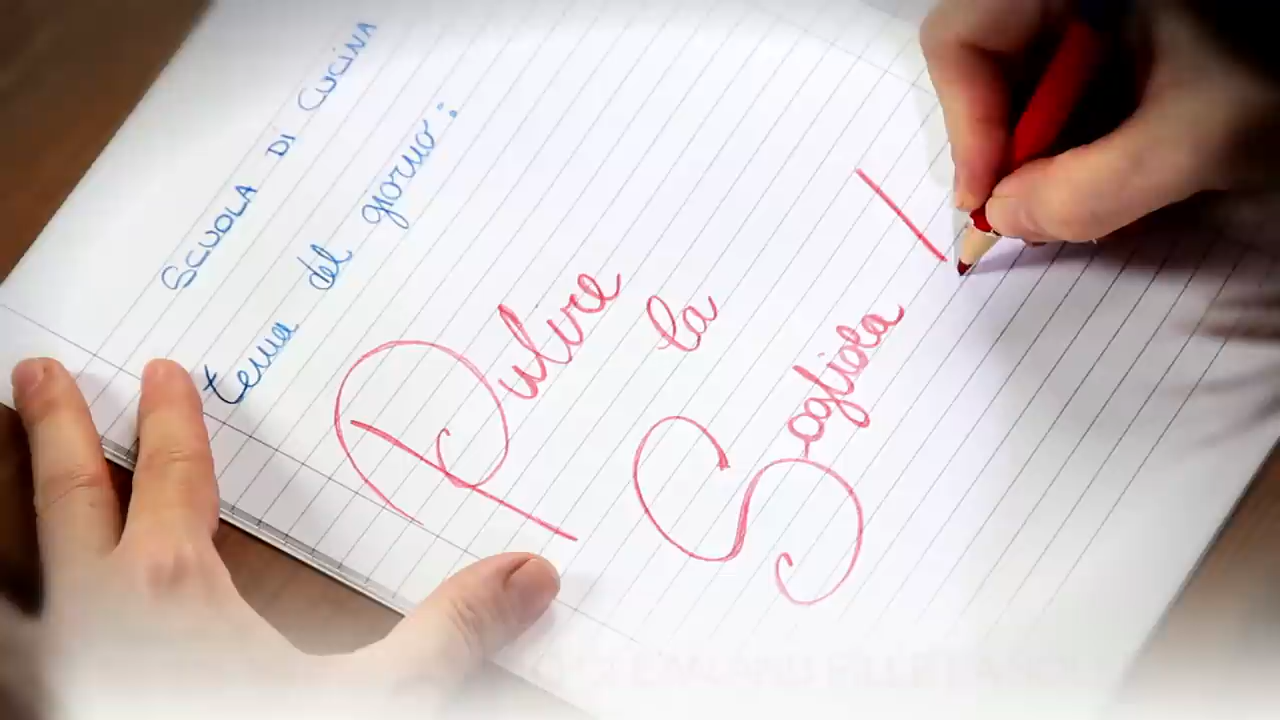 SCUOLA DI CUCINA
tema del giorno:
Pulire
la
Sogliola !